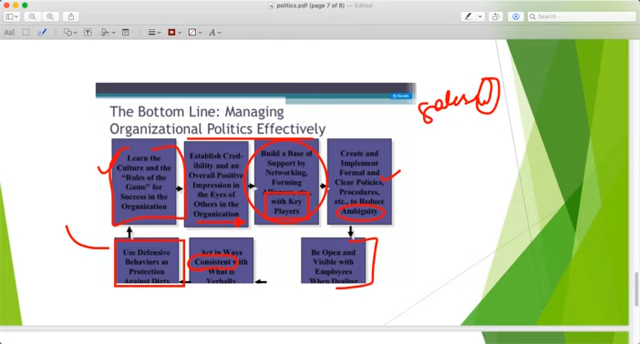 politics.pdf (page 7 of 8) — Edited
Search
The Bottom Line: Managing
Organizational Politics Effectively
Learn the
Culture and the
“Rules of the
Game” for
Success in the
Organization
Establish Cred-
ibility and an
Overall Positive
Impression in
the Eyes of
Others in the
Organization
Build a Base of
Support by
Networking,
Forming
with Key
Players
Create and
Implement
Formal and
Clear Policies,
Procedures,
etc., to Reduce
Ambiguity
Use Defensive
Behaviors as
Protection
Against Dirty
Act in Ways
Consistent with
What is
Verbally
Be Open and
Visible with
Employees
When Dealing